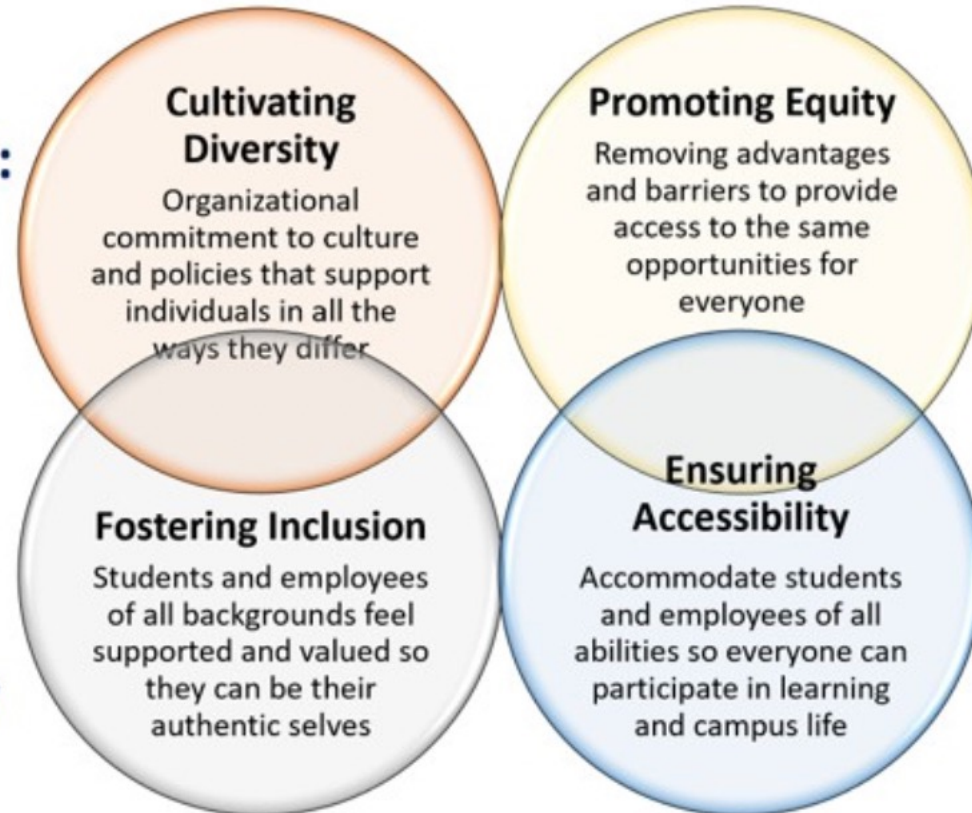 :
Cultivating
Diversity
Organizational
commitment to culture
and policies that support
individuals in all the
ways they differ
Promoting Equity
Removing advantages
and barriers to provide
access to the same
opportunities for
everyone
Fostering Inclusion
Students and employees
of all backgrounds feel
supported and valued so
they can be their
authentic selves
Ensuring
Accessibility
Accommodate students
and employees of all
abilities so everyone can
participate in learning
and campus life